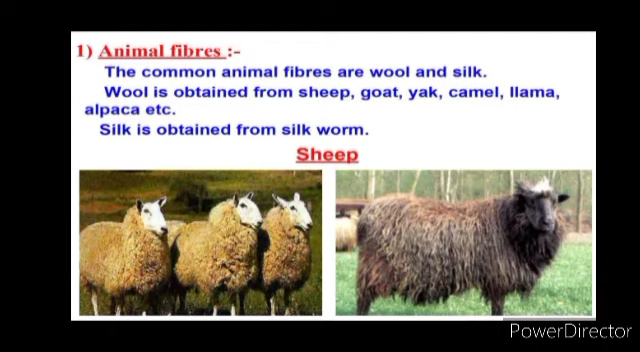 1) Animal fibres :-
The common animal fibres are wool and silk.
Wool is obtained from sheep, goat, yak, camel, llama,
alpaca etc.
Silk is obtained from silk worm.
Sheep
PowerDirector